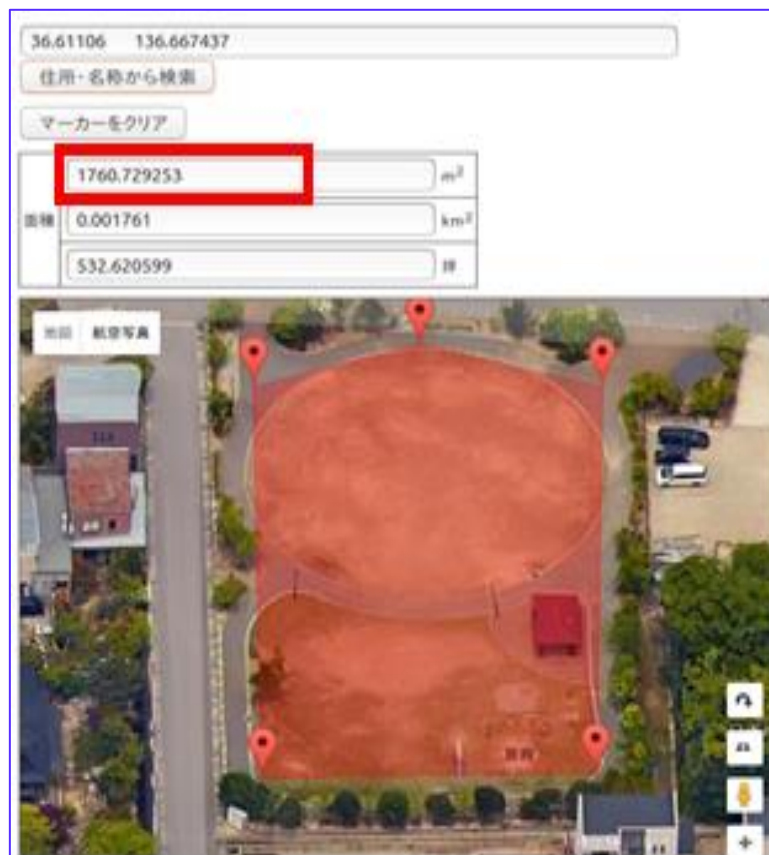 36.61106 136.667437
住所・名称から検索
マーカーをクリア
面積
1760.729253 m²
0.001761 km²
532.620599 坪
地図 航空写真